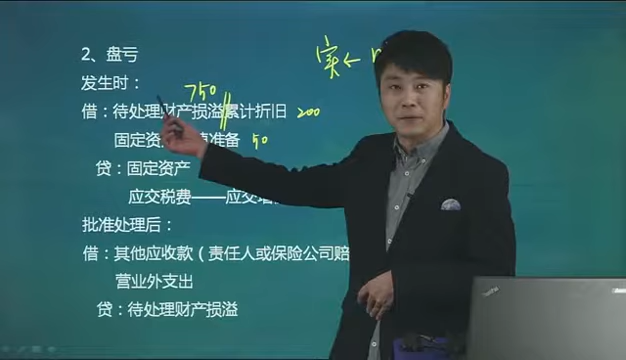 2、盘亏
实←
发生时：
750
借：待处理财产损溢累计折旧 200
固定资 准备 50
贷：固定资产
应交税费——应交增
批准处理后：
借：其他应收款（责任人或保险公司赔
营业外支出
贷：待处理财产损溢
ThinkPad